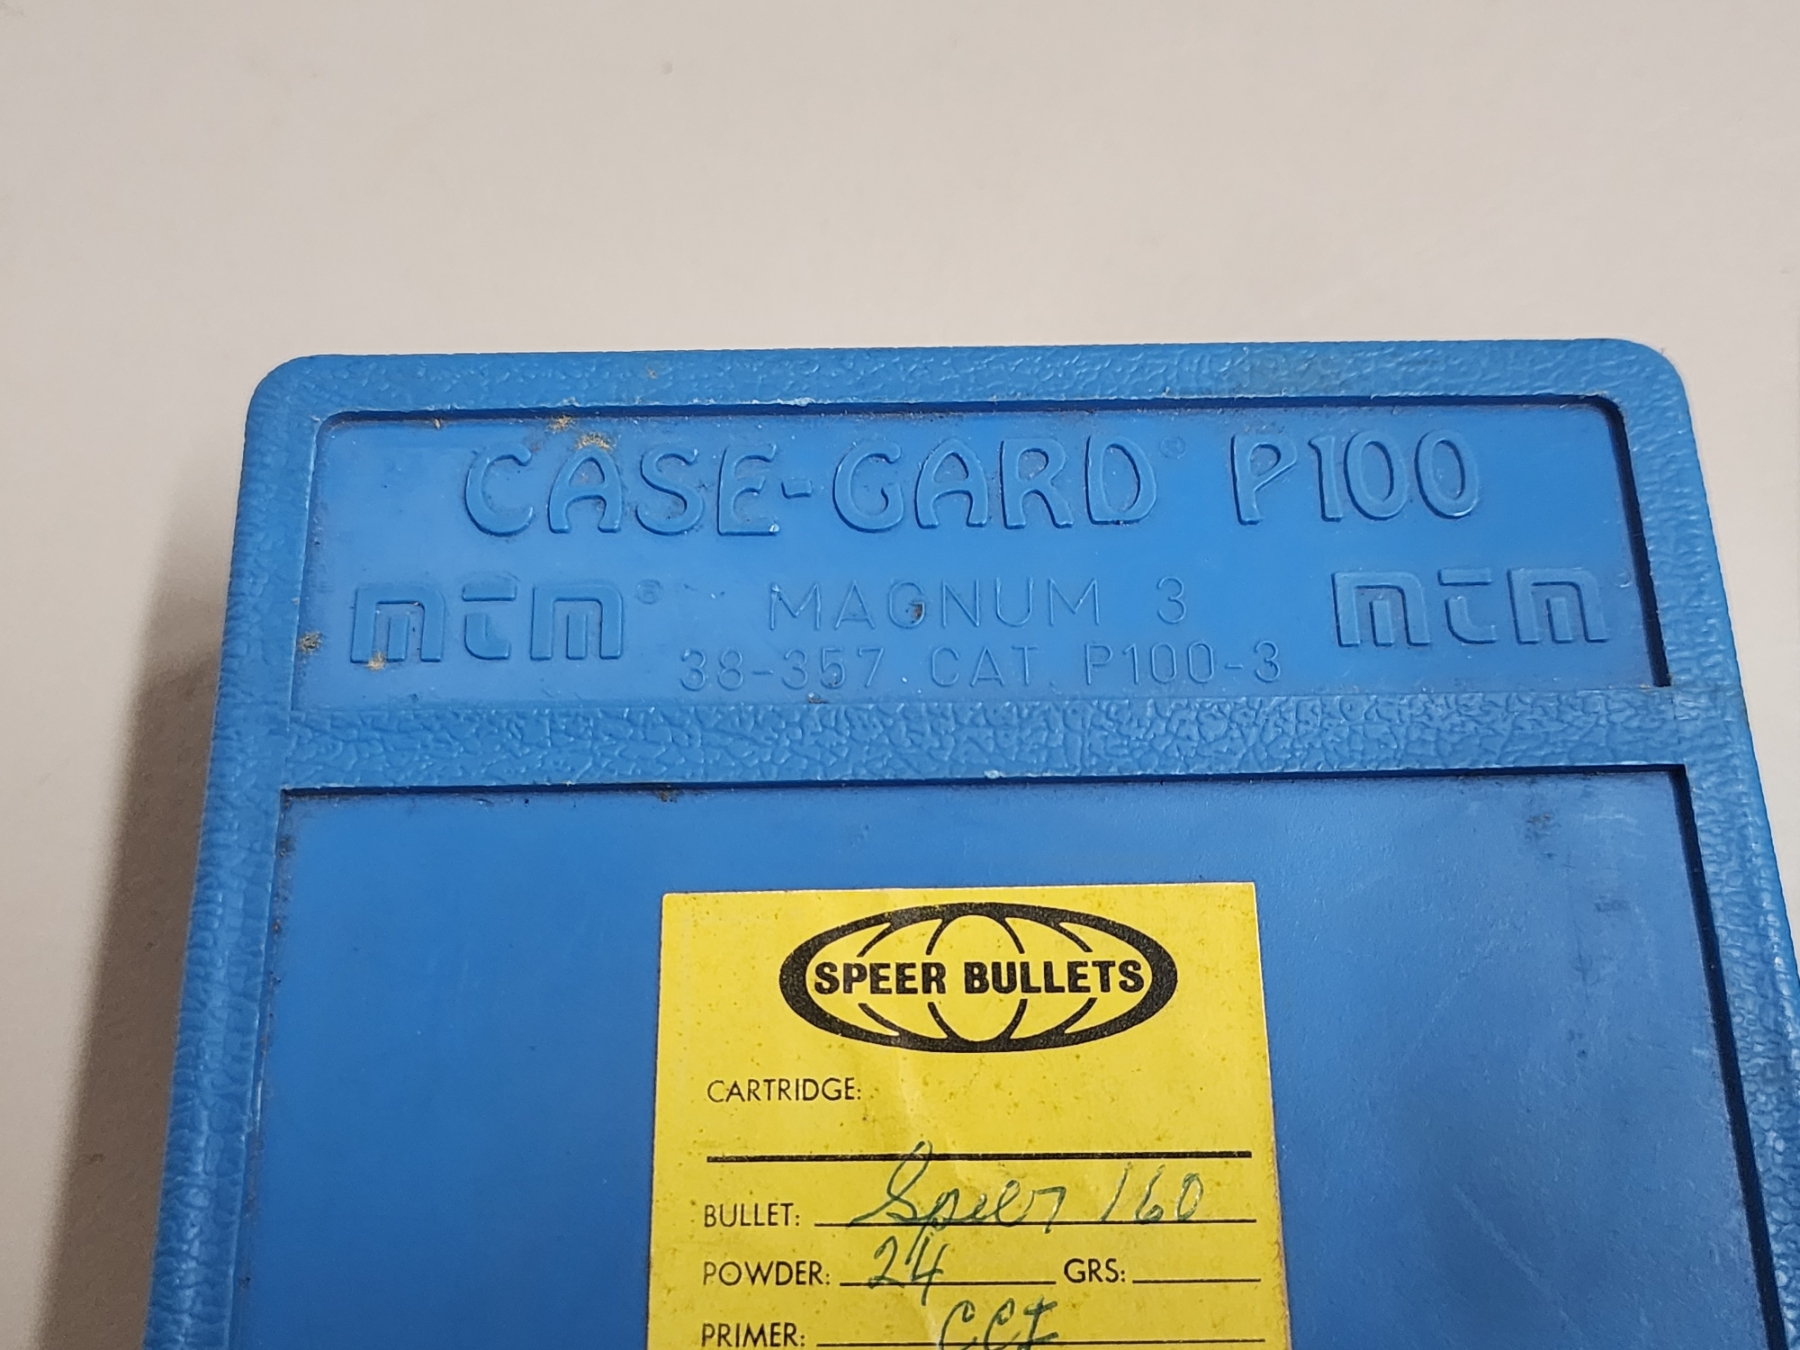 CASE-GARD® P100
mTm® MAGNUM 3 mTm
38-357 CAT. P100-3
SPEER BULLETS
CARTRIDGE:
BULLET: Speer 160
POWDER: 24 GRS:
PRIMER: CCI